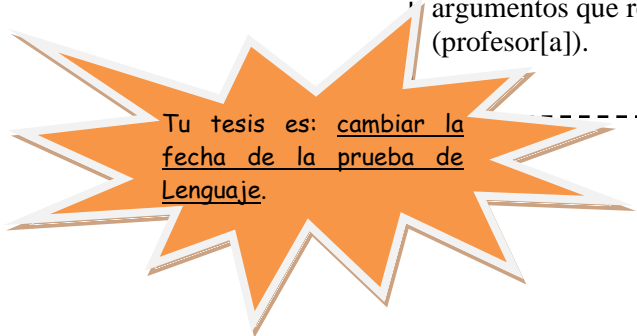 argumentos que
(profesor[a]).
Tu tesis es: cambiar la
fecha de la prueba de
Lenguaje.